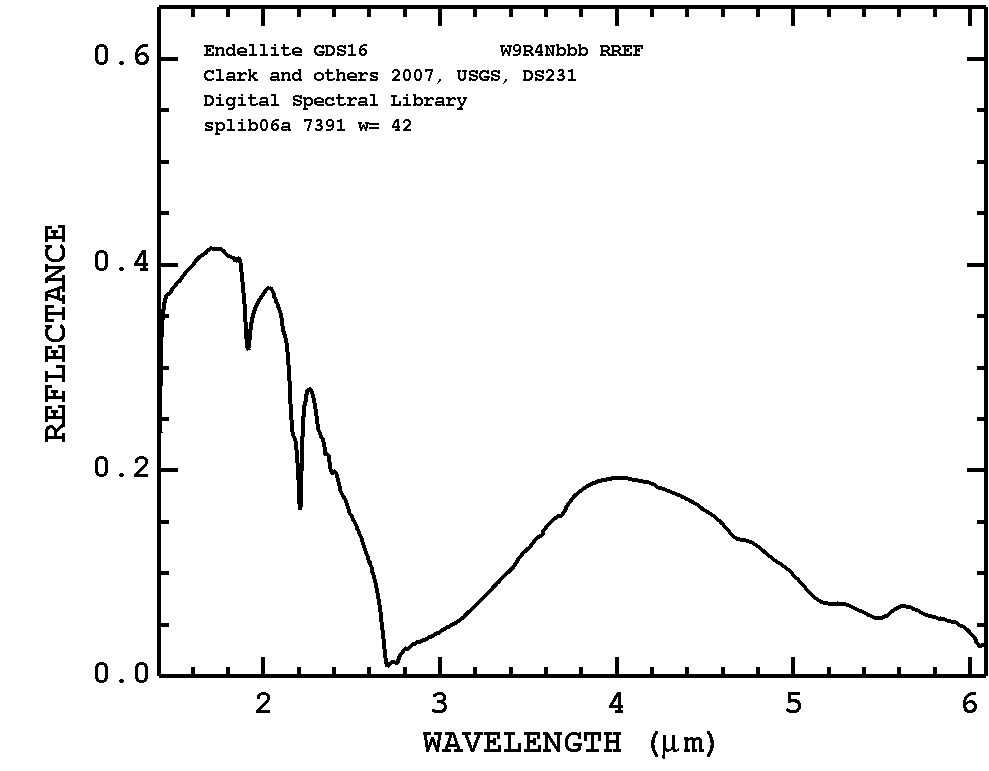 Endellite GDS16 W9R4Nbbb RREF
Clark and others 2007, USGS, DS231
Digital Spectral Library
splib06a 7391 w= 42
0.6
0.4
0.2
0.0
REFLECTANCE
2 3 4 5 6
WAVELENGTH (μm)